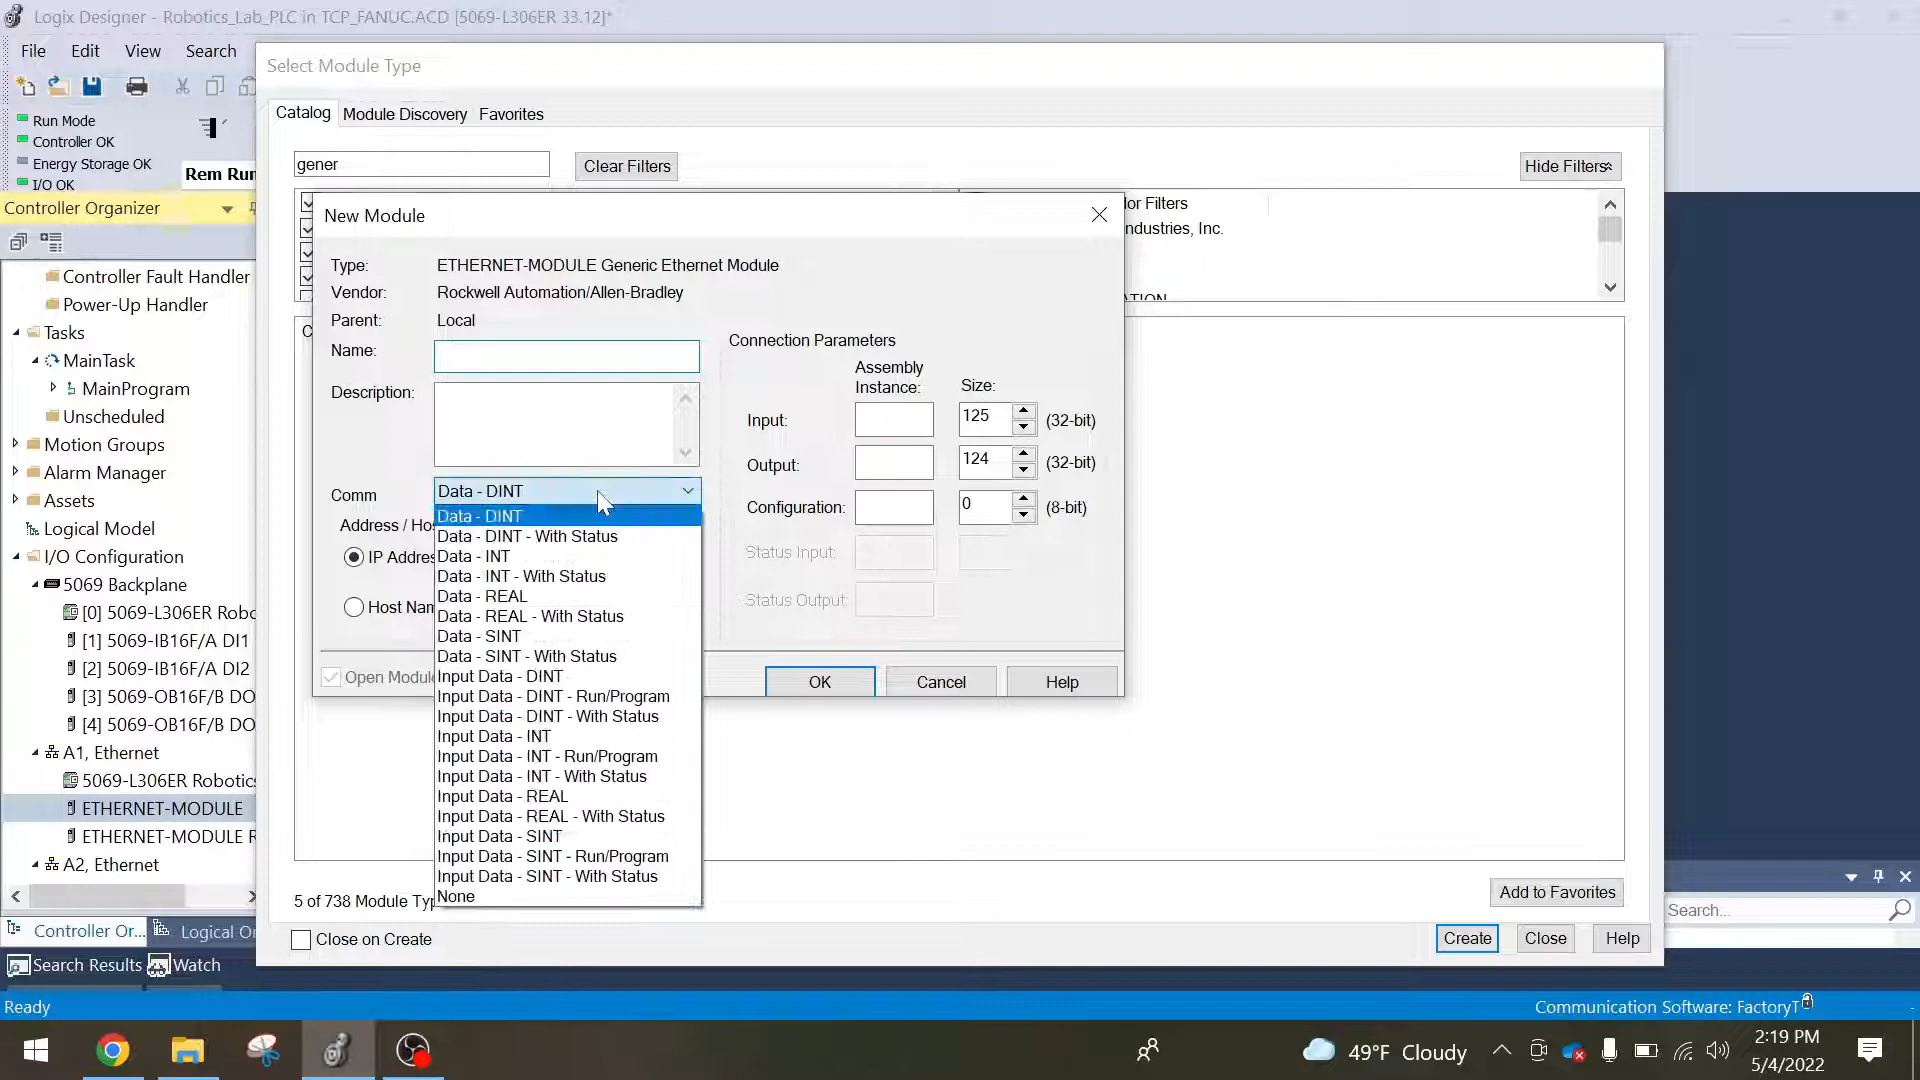 Logix Designer - Robotics_Lab_PLC in TCP_FANUC.ACD [5069-L306ER 33.12]*
File Edit View Search
Run Mode
Controller OK
Energy Storage OK
I/O OK
Rem Run
Controller Organizer
Controller Fault Handler
Power-Up Handler
Tasks
MainTask
MainProgram
Unscheduled
Motion Groups
Alarm Manager
Assets
Logical Model
I/O Configuration
5069 Backplane
[0] 5069-L306ER Robo
[1] 5069-IB16F/A DI1
[2] 5069-IB16F/A DI2
[3] 5069-OB16F/B DO
[4] 5069-OB16F/B DO
A1, Ethernet
5069-L306ER Robotics
ETHERNET-MODULE
ETHERNET-MODULE R
A2, Ethernet
Controller Or... Logical Or
Search Results Watch
Ready
Select Module Type
Catalog Module Discovery Favorites
gener
Clear Filters
Hide Filters
dor Filters
ndustries, Inc.
New Module
Type: ETHERNET-MODULE Generic Ethernet Module
Vendor: Rockwell Automation/Allen-Bradley
Parent: Local
Name:
Description:
Comm Data - DINT
Address / Hos
IP Addres
Host Nam
Open Module
Data - DINT
Data - DINT - With Status
Data - INT
Data - INT - With Status
Data - REAL
Data - REAL - With Status
Data - SINT
Data - SINT - With Status
Input Data - DINT
Input Data - DINT - Run/Program
Input Data - DINT - With Status
Input Data - INT
Input Data - INT - Run/Program
Input Data - INT - With Status
Input Data - REAL
Input Data - REAL - With Status
Input Data - SINT
Input Data - SINT - Run/Program
Input Data - SINT - With Status
None
Connection Parameters
Assembly
Instance: Size:
Input: 125 (32-bit)
Output: 124 (32-bit)
Configuration: 0 (8-bit)
Status Input:
Status Output:
OK Cancel Help
5 of 738 Module Typ
Add to Favorites
Close on Create
Create Close Help
Search...
Communication Software: FactoryT
49°F Cloudy
2:19 PM
5/4/2022